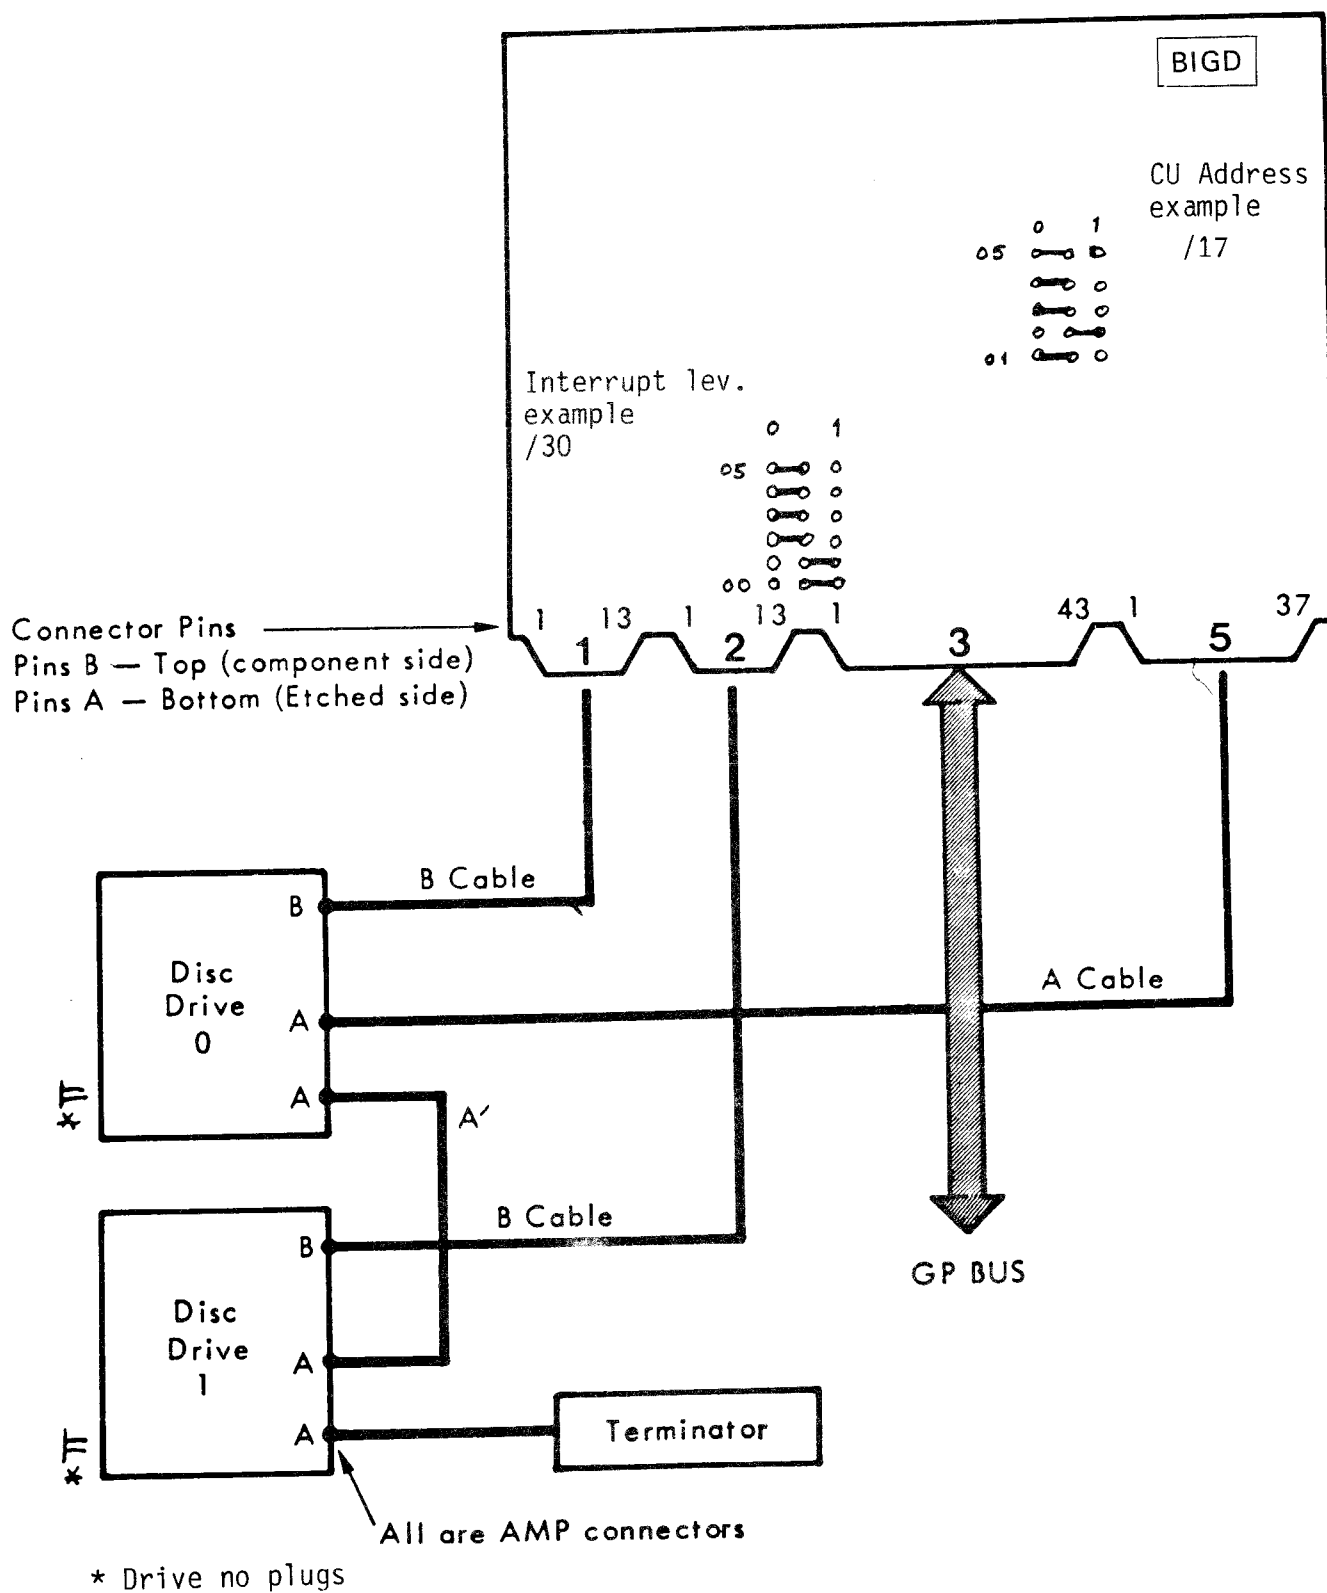 BIGD
CU Address
example
/17
0 1
05
01
Interrupt lev.
example
/30
0 1
05
00
1 13 1 13 1 43 1 37
1 2 3 5
Connector Pins
Pins B — Top (component side)
Pins A — Bottom (Etched side)
B Cable
B
Disc
Drive
0
A
A
A Cable
A′
* 
B Cable
B
Disc
Drive
1
A
A
* 
GP BUS
Terminator
All are AMP connectors
* Drive no plugs